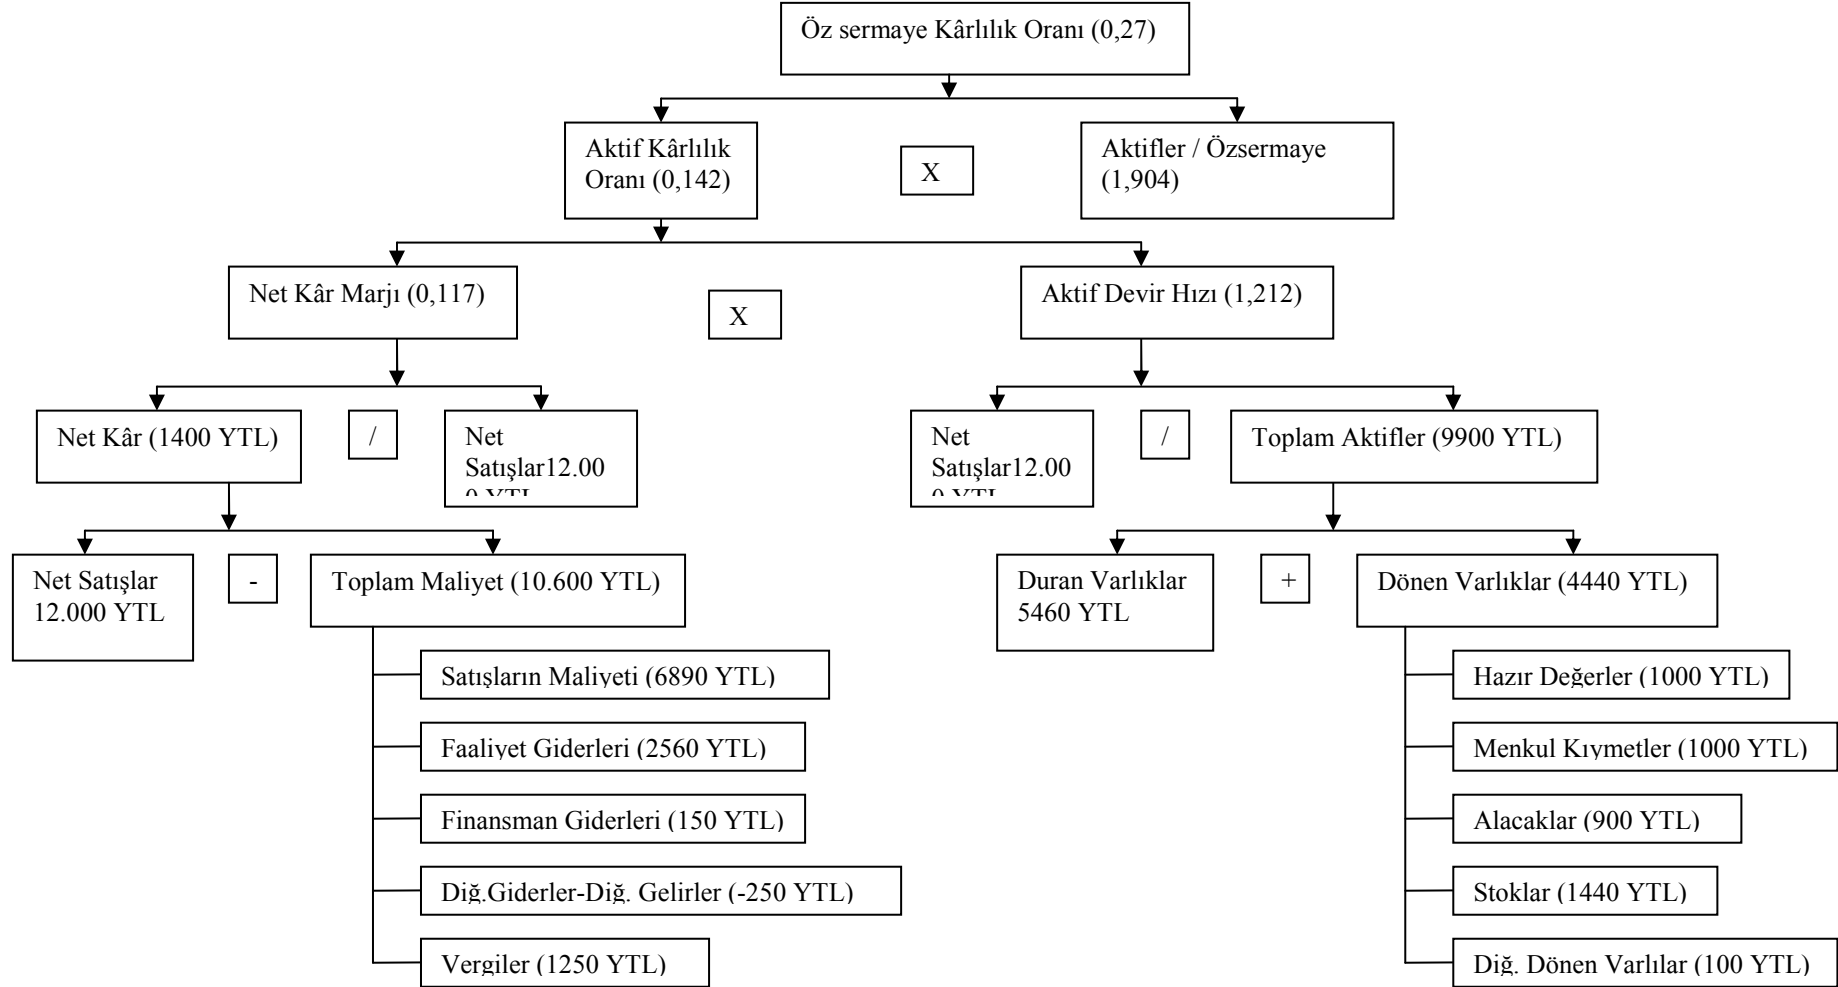 Öz sermaye Kârlılık Oranı (0,27)
Aktif Kârlılık
Oranı (0,142)
X
Aktifler / Özsermaye
(1,904)
Net Kâr Marjı (0,117)
X
Aktif Devir Hızı (1,212)
Net Kâr (1400 YTL)
/
Net
Satışlar12.00
0 YTL
Net
Satışlar12.00
0 YTL
/
Toplam Aktifler (9900 YTL)
Net Satışlar
12.000 YTL
-
Toplam Maliyet (10.600 YTL)
Duran Varlıklar
5460 YTL
+
Dönen Varlıklar (4440 YTL)
Satışların Maliyeti (6890 YTL)
Faaliyet Giderleri (2560 YTL)
Finansman Giderleri (150 YTL)
Diğ.Giderler-Diğ. Gelirler (-250 YTL)
Vergiler (1250 YTL)
Hazır Değerler (1000 YTL)
Menkul Kıymetler (1000 YTL)
Alacaklar (900 YTL)
Stoklar (1440 YTL)
Diğ. Dönen Varlılar (100 YTL)